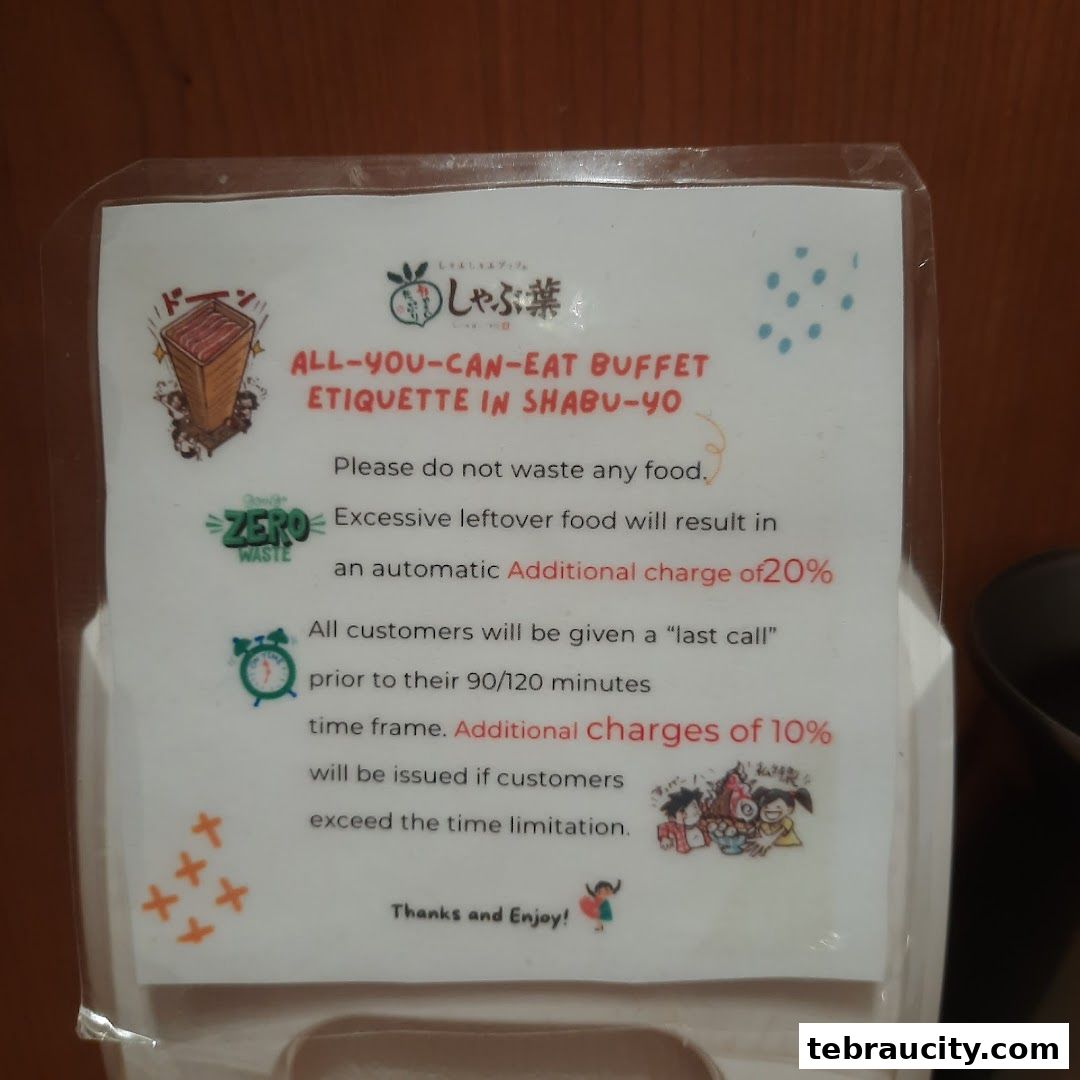 ドーン
しゃぶ葉
ALL-YOU-CAN-EAT BUFFET
ETIQUETTE IN SHABU-YO
Please do not waste any food.
ZERO
WASTE
Excessive leftover food will result in
an automatic Additional charge of20%
All customers will be given a “last call”
ON TIME
prior to their 90/120 minutes
time frame. Additional charges of 10%
will be issued if customers
exceed the time limitation.
Thanks and Enjoy!
tebraucity.com